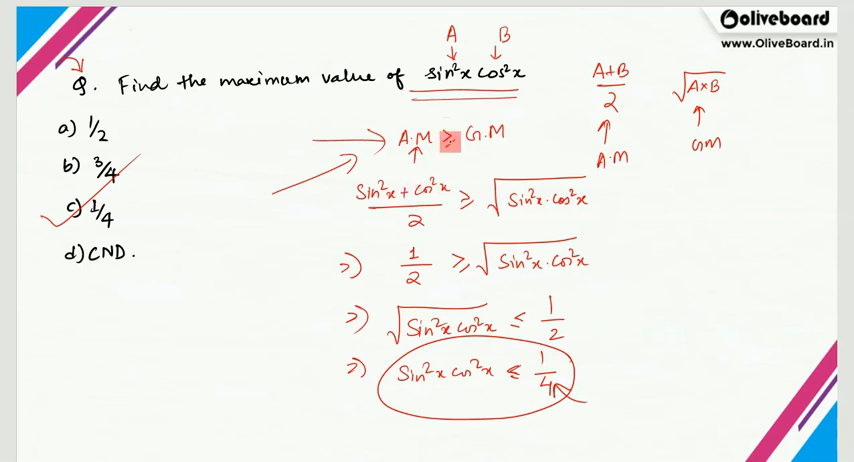 oliveboard
www.OliveBoard.in
A B
Q. Find the maximum value of sin²x cos²x
a) 1/2
b) 3/4
c) 1/4
d) CND.
A+B/2 √A×B
A.M GM
A.M ≥ G.M
Sin²x + cos²x/2 ≥ √Sin²x.cos²x
⇒) 1/2 ≥ √Sin²x.cos²x
⇒) √Sin²x cos²x ≤ 1/2
⇒) Sin²x cos²x ≤ 1/4